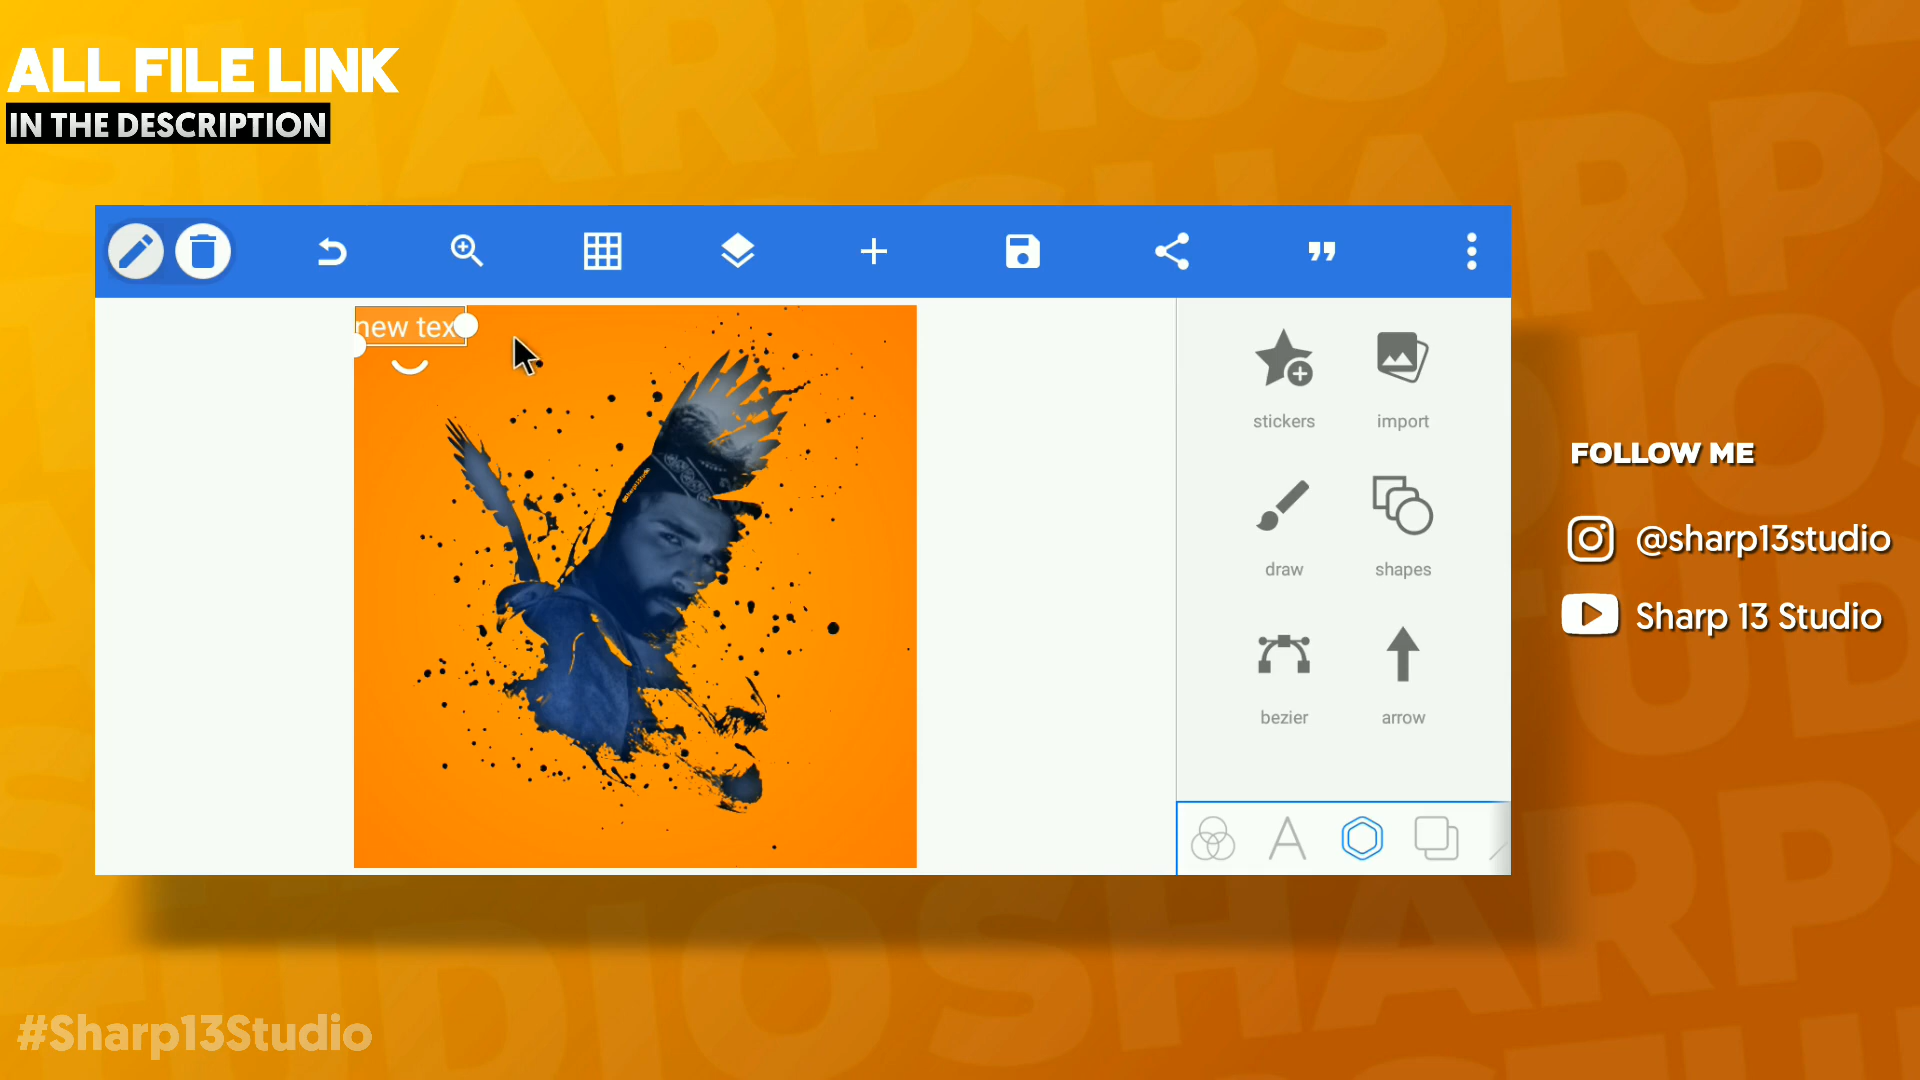 ALL FILE LINK
IN THE DESCRIPTION
new tex
@Sharp13Studio
stickers
import
draw
shapes
bezier
arrow
FOLLOW ME
@sharp13studio
Sharp 13 Studio
#Sharp13Studio